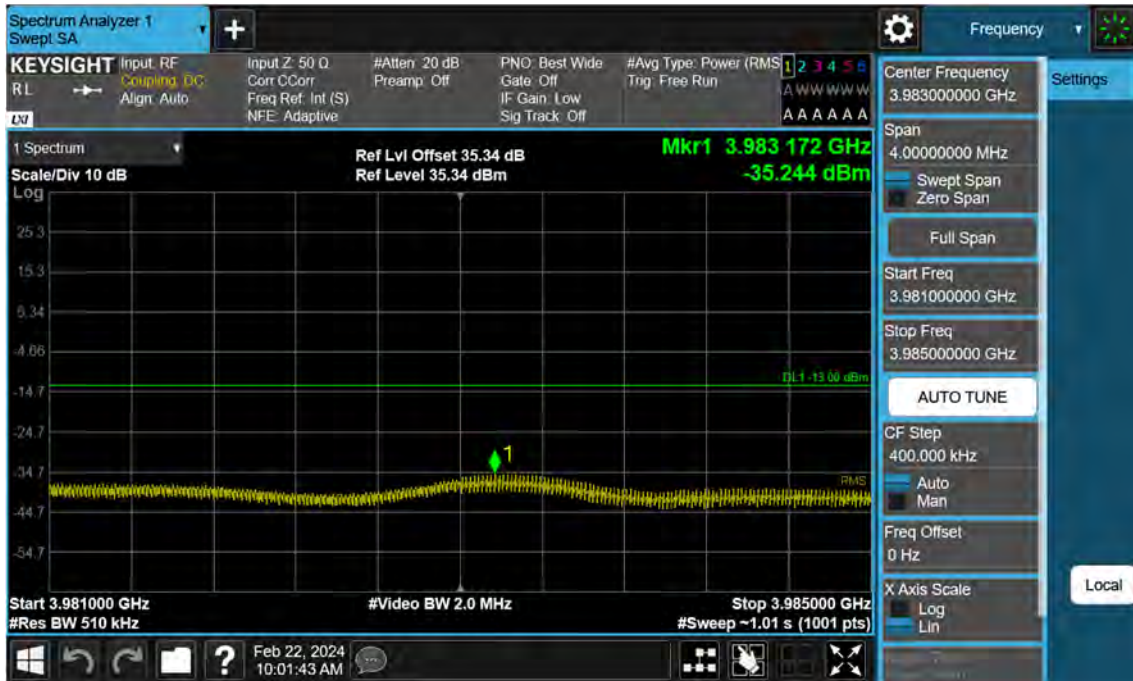 Spectrum Analyzer 1
Swept SA
+
Frequency
KEYSIGHT
RL
LXI
Input: RF
Coupling: DC
Align: Auto
Input Z: 50 Ω
Corr CCorr
Freq Ref: Int (S)
NFE: Adaptive
#Atten: 20 dB
Preamp: Off
PNO: Best Wide
Gate: Off
IF Gain: Low
Sig Track: Off
#Avg Type: Power (RMS
Trig: Free Run
1 2 3 4 5 6
A W W W W W
A A A A A A
1 Spectrum
Scale/Div 10 dB
Log
Ref Lvl Offset 35.34 dB
Ref Level 35.34 dBm
Mkr1 3.983 172 GHz
-35.244 dBm
25.3
15.3
5.34
-4.66
DL1 -13.00 dBm
-14.7
-24.7
1
-34.7
RMS
-44.7
-54.7
Start 3.981000 GHz
#Res BW 510 kHz
#Video BW 2.0 MHz
Stop 3.985000 GHz
#Sweep ~1.01 s (1001 pts)
Center Frequency
3.983000000 GHz
Settings
Span
4.00000000 MHz
Swept Span
Zero Span
Full Span
Start Freq
3.981000000 GHz
Stop Freq
3.985000000 GHz
AUTO TUNE
CF Step
400.000 kHz
Auto
Man
Freq Offset
0 Hz
X Axis Scale
Log
Lin
Local
?
Feb 22, 2024
10:01:43 AM